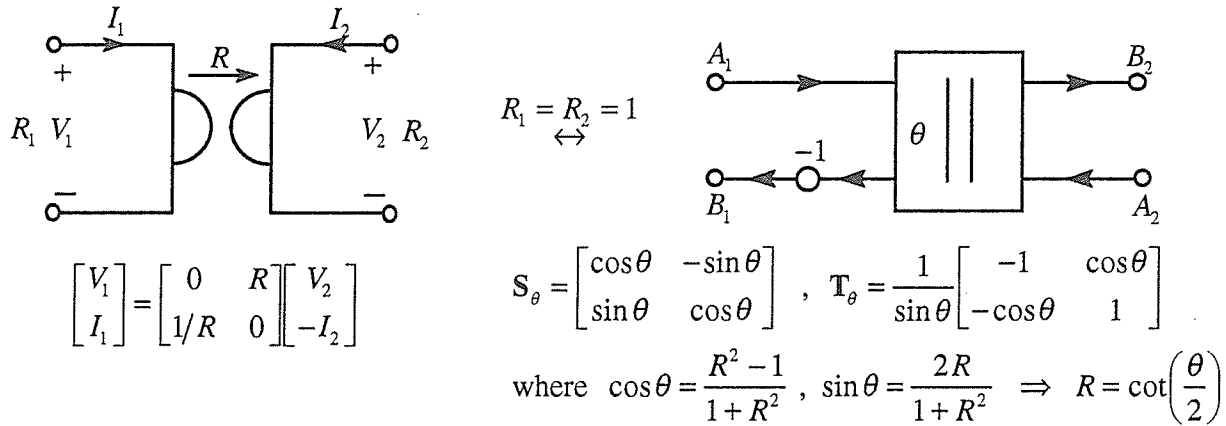 I₁ I₂
R
+ +
R₁ V₁ V₂ R₂
− −
[V₁ I₁] = [0 R; 1/R 0] [V₂ −I₂]
R₁ = R₂ = 1
↔
A₁ B₂
θ
−1
B₁ A₂
S_θ = [cosθ −sinθ; sinθ cosθ] , T_θ = 1/sinθ [−1 cosθ; −cosθ 1]
where cosθ = (R² − 1)/(1 + R²) , sinθ = 2R/(1 + R²) ⇒ R = cot(θ/2)